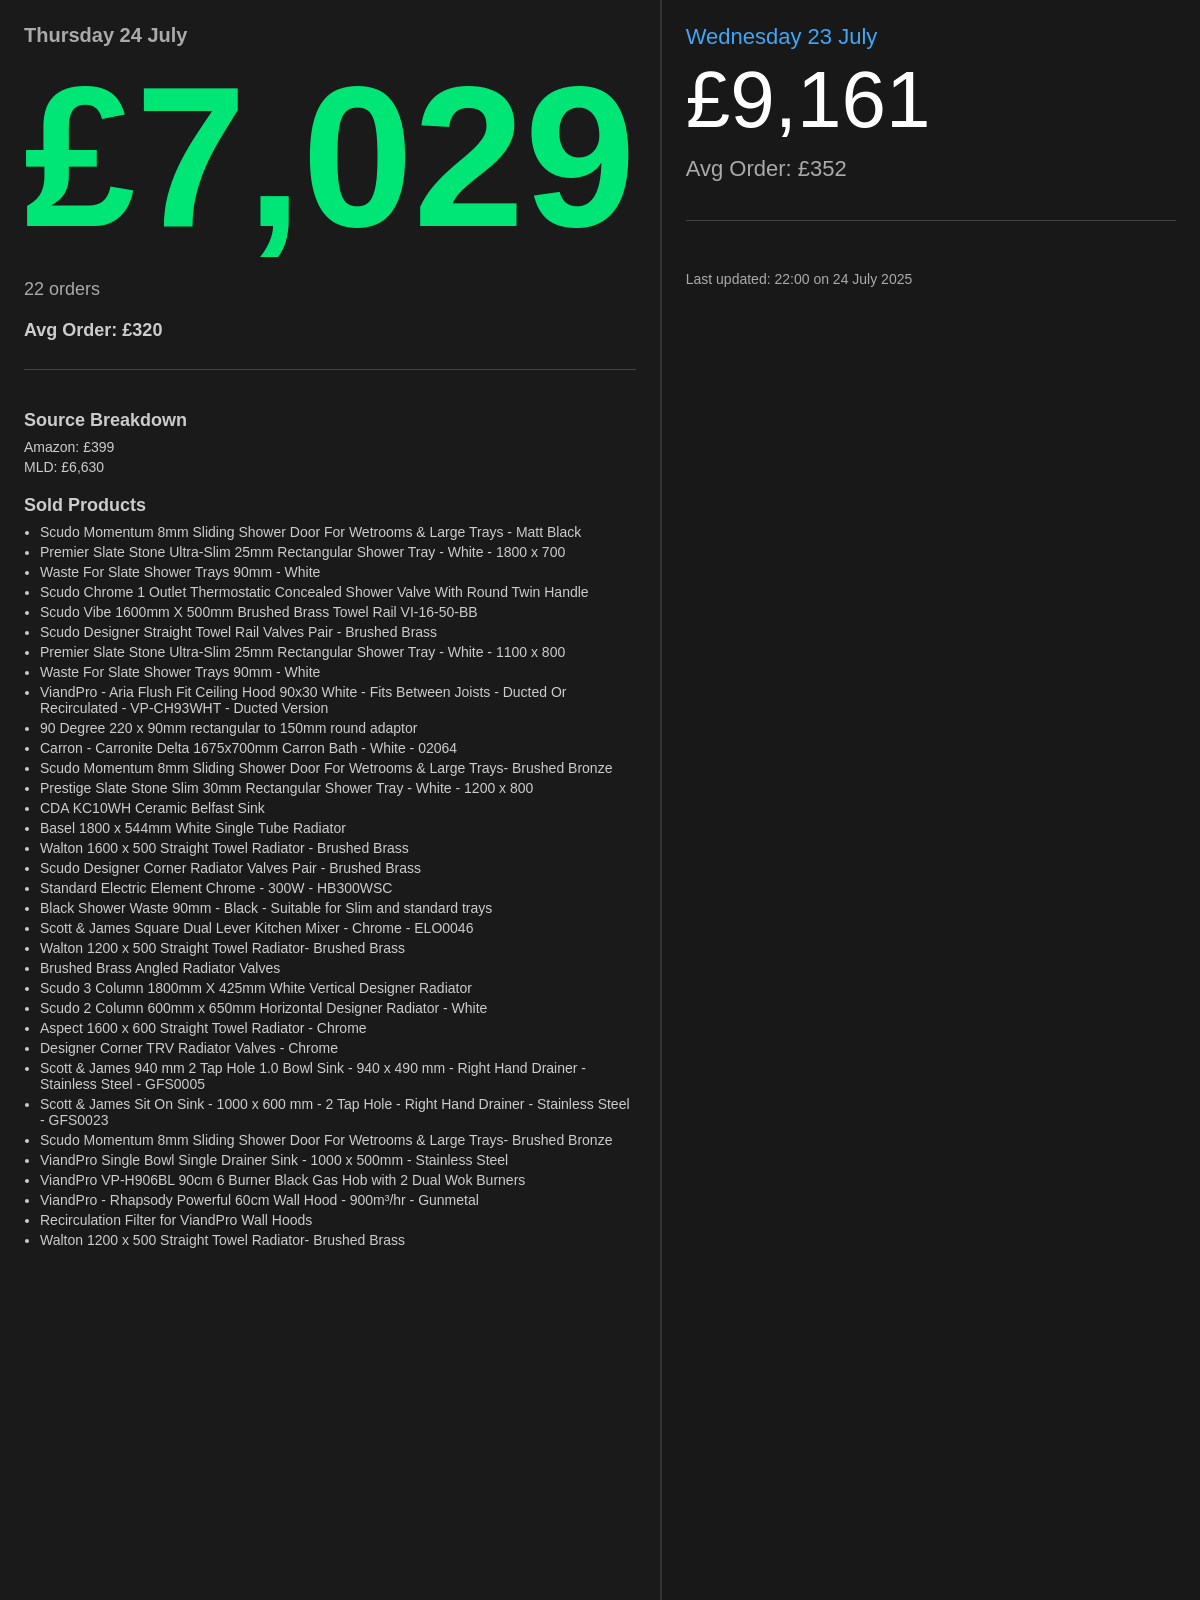 Thursday 24 July
£7,029
22 orders
Avg Order: £320
Source Breakdown
Amazon: £399
MLD: £6,630
Sold Products
• Scudo Momentum 8mm Sliding Shower Door For Wetrooms & Large Trays - Matt Black
• Premier Slate Stone Ultra-Slim 25mm Rectangular Shower Tray - White - 1800 x 700
• Waste For Slate Shower Trays 90mm - White
• Scudo Chrome 1 Outlet Thermostatic Concealed Shower Valve With Round Twin Handle
• Scudo Vibe 1600mm X 500mm Brushed Brass Towel Rail VI-16-50-BB
• Scudo Designer Straight Towel Rail Valves Pair - Brushed Brass
• Premier Slate Stone Ultra-Slim 25mm Rectangular Shower Tray - White - 1100 x 800
• Waste For Slate Shower Trays 90mm - White
• ViandPro - Aria Flush Fit Ceiling Hood 90x30 White - Fits Between Joists - Ducted Or
Recirculated - VP-CH93WHT - Ducted Version
• 90 Degree 220 x 90mm rectangular to 150mm round adaptor
• Carron - Carronite Delta 1675x700mm Carron Bath - White - 02064
• Scudo Momentum 8mm Sliding Shower Door For Wetrooms & Large Trays- Brushed Bronze
• Prestige Slate Stone Slim 30mm Rectangular Shower Tray - White - 1200 x 800
• CDA KC10WH Ceramic Belfast Sink
• Basel 1800 x 544mm White Single Tube Radiator
• Walton 1600 x 500 Straight Towel Radiator - Brushed Brass
• Scudo Designer Corner Radiator Valves Pair - Brushed Brass
• Standard Electric Element Chrome - 300W - HB300WSC
• Black Shower Waste 90mm - Black - Suitable for Slim and standard trays
• Scott & James Square Dual Lever Kitchen Mixer - Chrome - ELO0046
• Walton 1200 x 500 Straight Towel Radiator- Brushed Brass
• Brushed Brass Angled Radiator Valves
• Scudo 3 Column 1800mm X 425mm White Vertical Designer Radiator
• Scudo 2 Column 600mm x 650mm Horizontal Designer Radiator - White
• Aspect 1600 x 600 Straight Towel Radiator - Chrome
• Designer Corner TRV Radiator Valves - Chrome
• Scott & James 940 mm 2 Tap Hole 1.0 Bowl Sink - 940 x 490 mm - Right Hand Drainer -
Stainless Steel - GFS0005
• Scott & James Sit On Sink - 1000 x 600 mm - 2 Tap Hole - Right Hand Drainer - Stainless Steel
- GFS0023
• Scudo Momentum 8mm Sliding Shower Door For Wetrooms & Large Trays- Brushed Bronze
• ViandPro Single Bowl Single Drainer Sink - 1000 x 500mm - Stainless Steel
• ViandPro VP-H906BL 90cm 6 Burner Black Gas Hob with 2 Dual Wok Burners
• ViandPro - Rhapsody Powerful 60cm Wall Hood - 900m³/hr - Gunmetal
• Recirculation Filter for ViandPro Wall Hoods
• Walton 1200 x 500 Straight Towel Radiator- Brushed Brass
Wednesday 23 July
£9,161
Avg Order: £352
Last updated: 22:00 on 24 July 2025